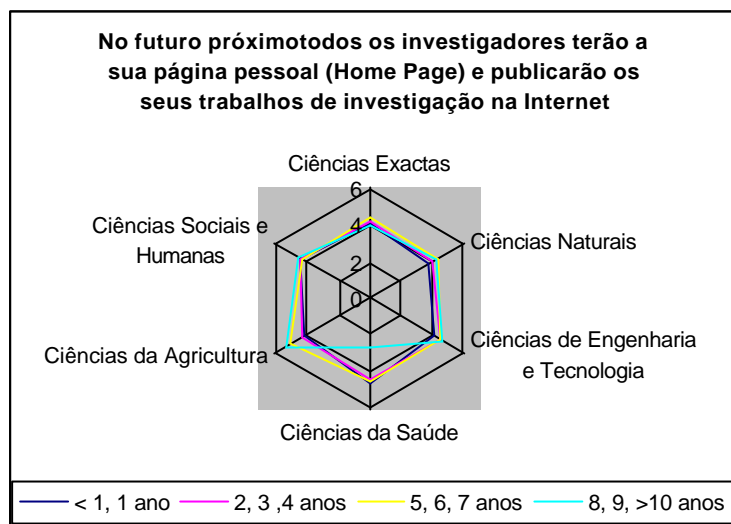 No futuro próximotodos os investigadores terão a
sua página pessoal (Home Page) e publicarão os
seus trabalhos de investigação na Internet
Ciências Exactas
6
4
2
0
Ciências Naturais
Ciências de Engenharia
e Tecnologia
Ciências da Saúde
Ciências da Agricultura
Ciências Sociais e
Humanas
< 1, 1 ano
2, 3 ,4 anos
5, 6, 7 anos
8, 9, >10 anos